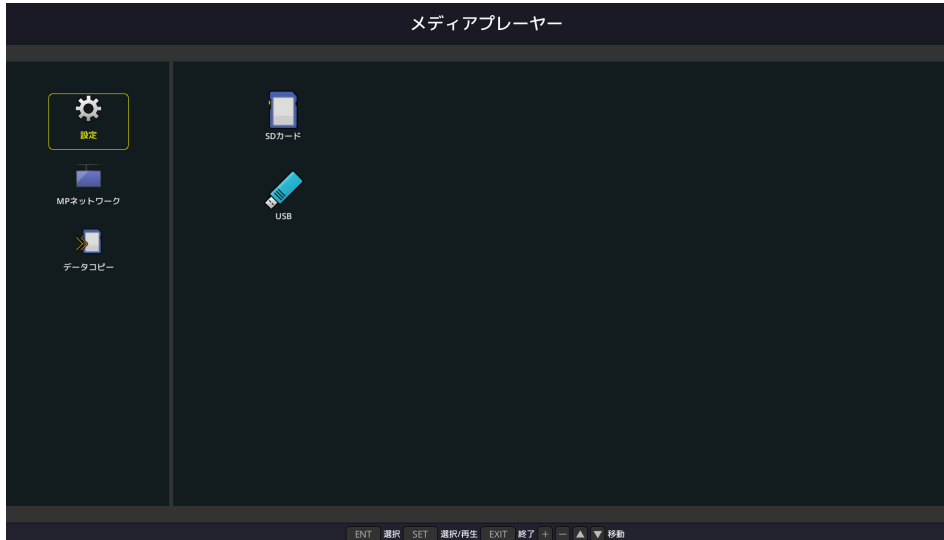 メディアプレーヤー
設定
MPネットワーク
データコピー
SDカード
USB
ENT 選択 SET 選択/再生 EXIT 終了 + － ▲ ▼ 移動